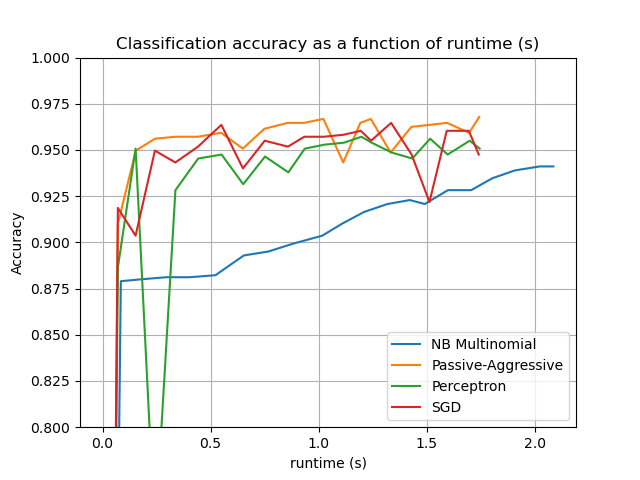 Classification accuracy as a function of runtime (s)
1.000
0.975
0.950
0.925
0.900
0.875
0.850
0.825
0.800
Accuracy
NB Multinomial
Passive-Aggressive
Perceptron
SGD
0.0 0.5 1.0 1.5 2.0
runtime (s)